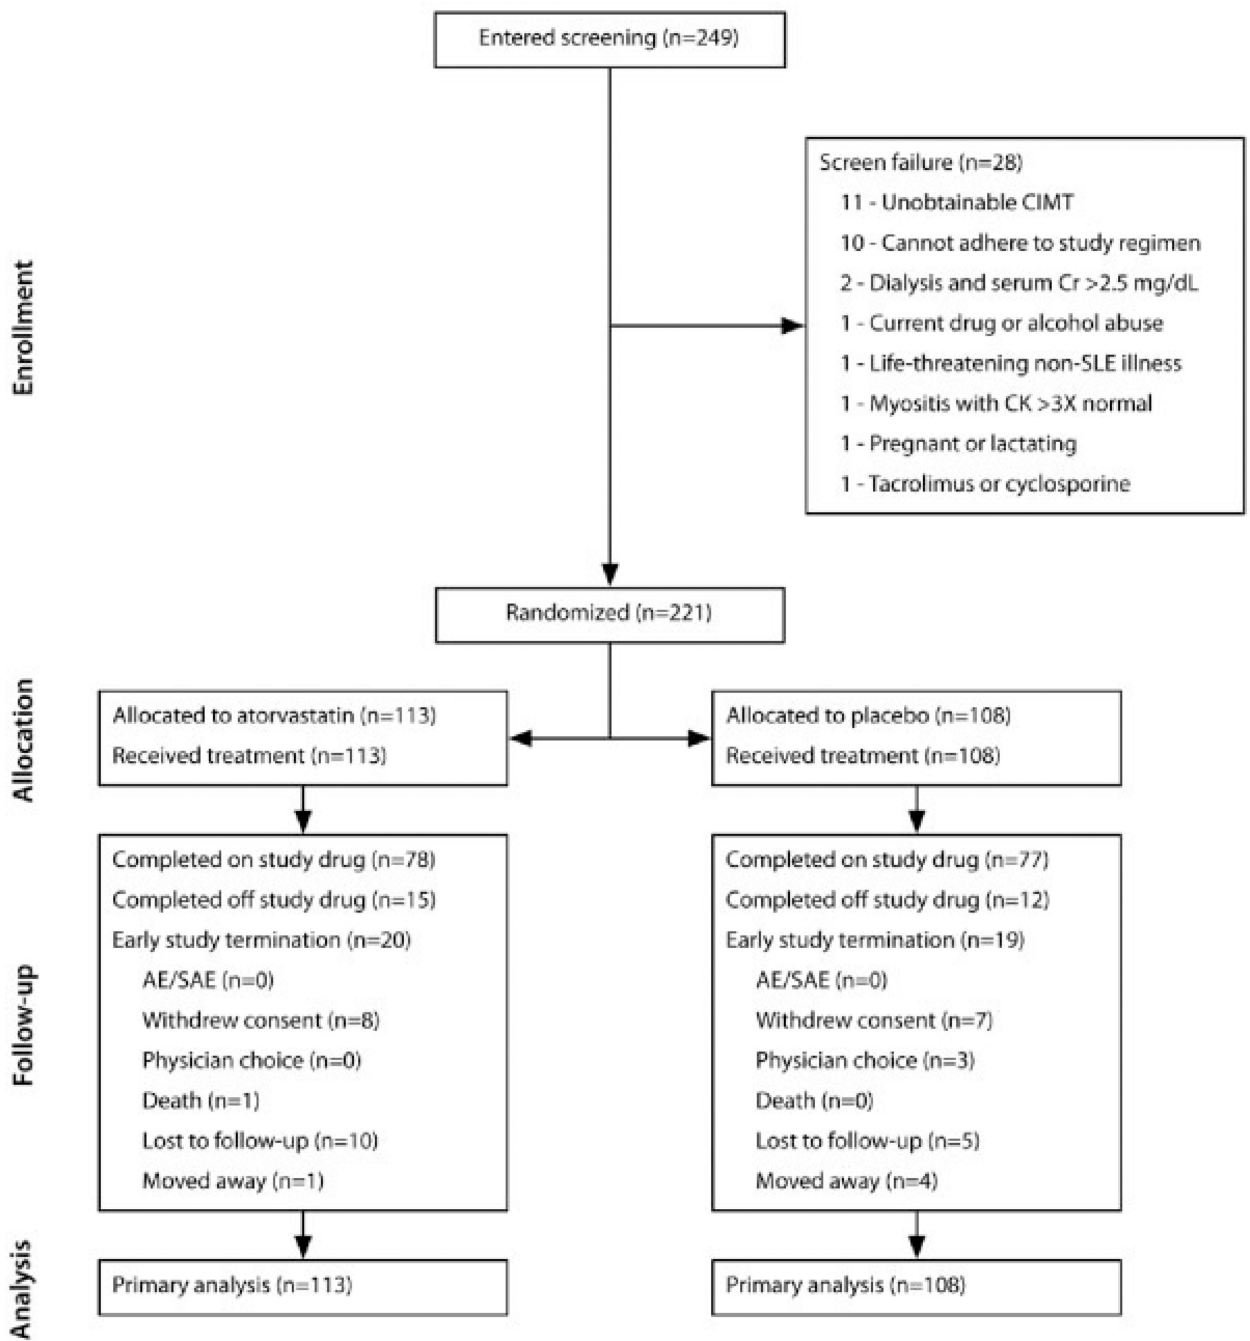 Entered screening (n=249)
Enrollment
Screen failure (n=28)
11 - Unobtainable CIMT
10 - Cannot adhere to study regimen
2 - Dialysis and serum Cr >2.5 mg/dL
1 - Current drug or alcohol abuse
1 - Life-threatening non-SLE illness
1 - Myositis with CK >3X normal
1 - Pregnant or lactating
1 - Tacrolimus or cyclosporine
Randomized (n=221)
Allocation
Allocated to atorvastatin (n=113)
Received treatment (n=113)
Allocated to placebo (n=108)
Received treatment (n=108)
Follow-up
Completed on study drug (n=78)
Completed off study drug (n=15)
Early study termination (n=20)
AE/SAE (n=0)
Withdrew consent (n=8)
Physician choice (n=0)
Death (n=1)
Lost to follow-up (n=10)
Moved away (n=1)
Completed on study drug (n=77)
Completed off study drug (n=12)
Early study termination (n=19)
AE/SAE (n=0)
Withdrew consent (n=7)
Physician choice (n=3)
Death (n=0)
Lost to follow-up (n=5)
Moved away (n=4)
Analysis
Primary analysis (n=113)
Primary analysis (n=108)